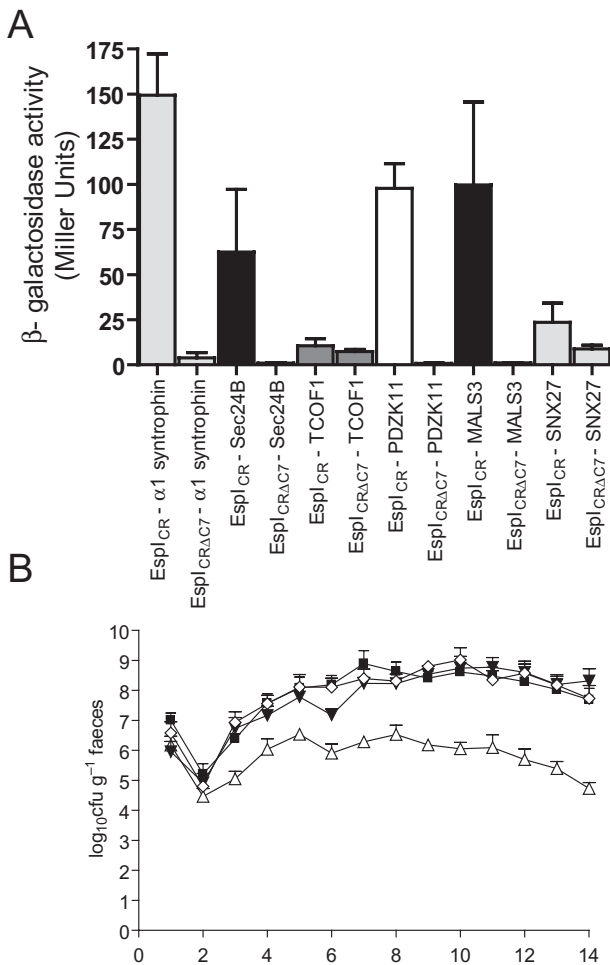 A
β- galactosidase activity
(Miller Units)
175
150
125
100
75
50
25
0
EspI_CR - α1 syntrophin
EspI_CRΔC7 - α1 syntrophin
EspI_CR - Sec24B
EspI_CRΔC7 - Sec24B
EspI_CR - TCOF1
EspI_CRΔC7 - TCOF1
EspI_CR - PDZK11
EspI_CRΔC7 - PDZK11
EspI_CR - MALS3
EspI_CRΔC7 - MALS3
EspI_CR - SNX27
EspI_CRΔC7 - SNX27
B
log₁₀cfu g⁻¹ faeces
10
9
8
7
6
5
4
3
2
1
0
0 2 4 6 8 10 12 14